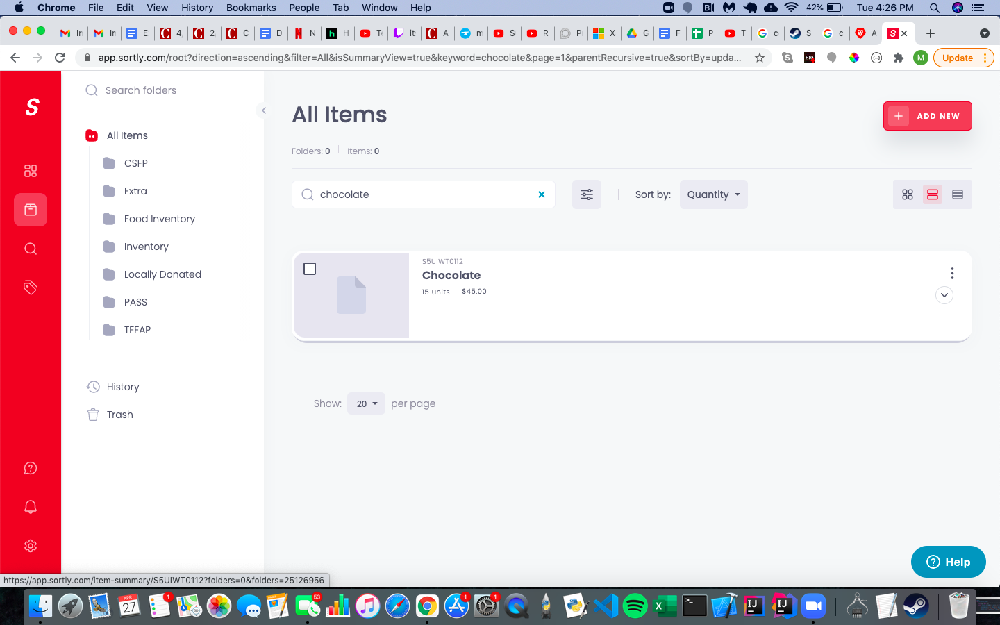 Chrome File Edit View History Bookmarks People Tab Window Help 42% Tue 4:26 PM
app.sortly.com/root?direction=ascending&filter=All&isSummaryView=true&keyword=chocolate&page=1&parentRecursive=true&sortBy=upda... M Update
S
Search folders
All Items
CSFP
Extra
Food Inventory
Inventory
Locally Donated
PASS
TEFAP
History
Trash
All Items
ADD NEW
Folders: 0 Items: 0
chocolate
Sort by: Quantity
S5UIWT0112
Chocolate
15 units $45.00
Show: 20 per page
Help
https://app.sortly.com/item-summary/S5UIWT0112?folders=0&folders=25126956
APR
27
1
53
1
1